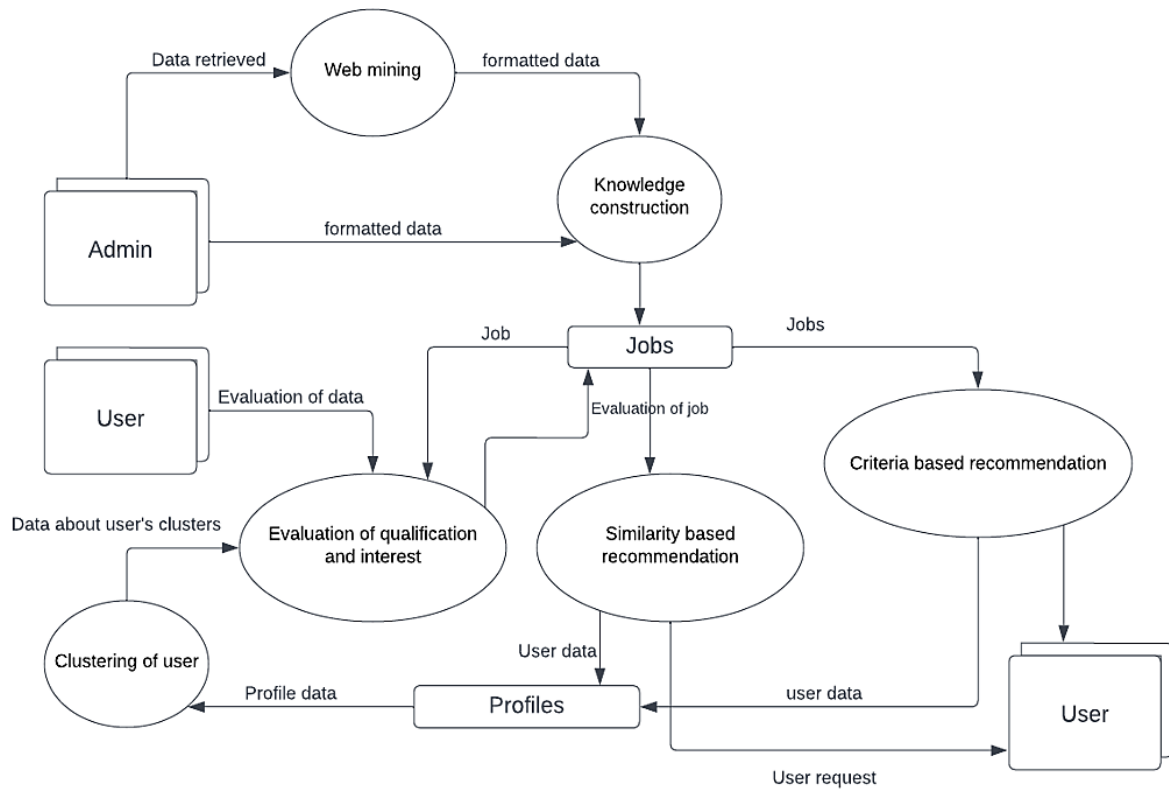 Data retrieved
Web mining
formatted data
Knowledge
construction
Admin
formatted data
Job
Jobs
Jobs
User
Evaluation of data
Evaluation of job
Criteria based recommendation
Data about user's clusters
Evaluation of qualification
and interest
Similarity based
recommendation
Clustering of user
User data
Profile data
Profiles
user data
User
User request